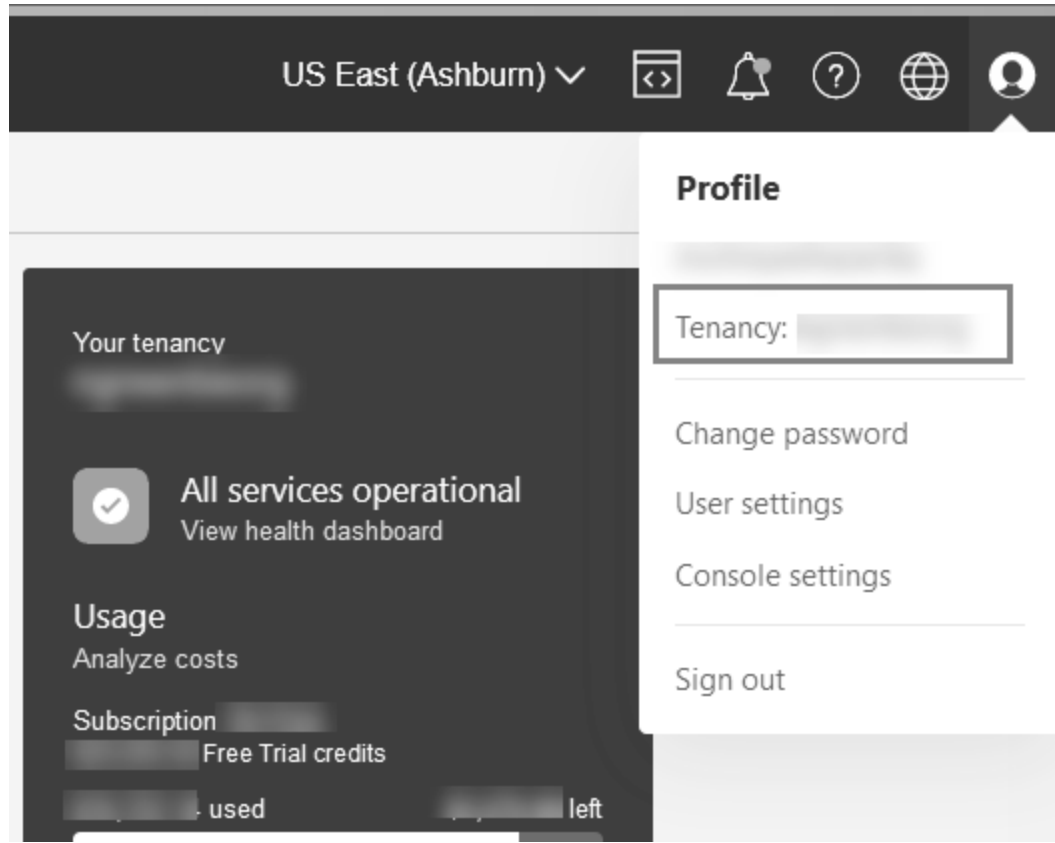 US East (Ashburn)
Profile
Tenancy:
Change password
User settings
Console settings
Sign out
Your tenancy
All services operational
View health dashboard
Usage
Analyze costs
Subscription
Free Trial credits
used
left